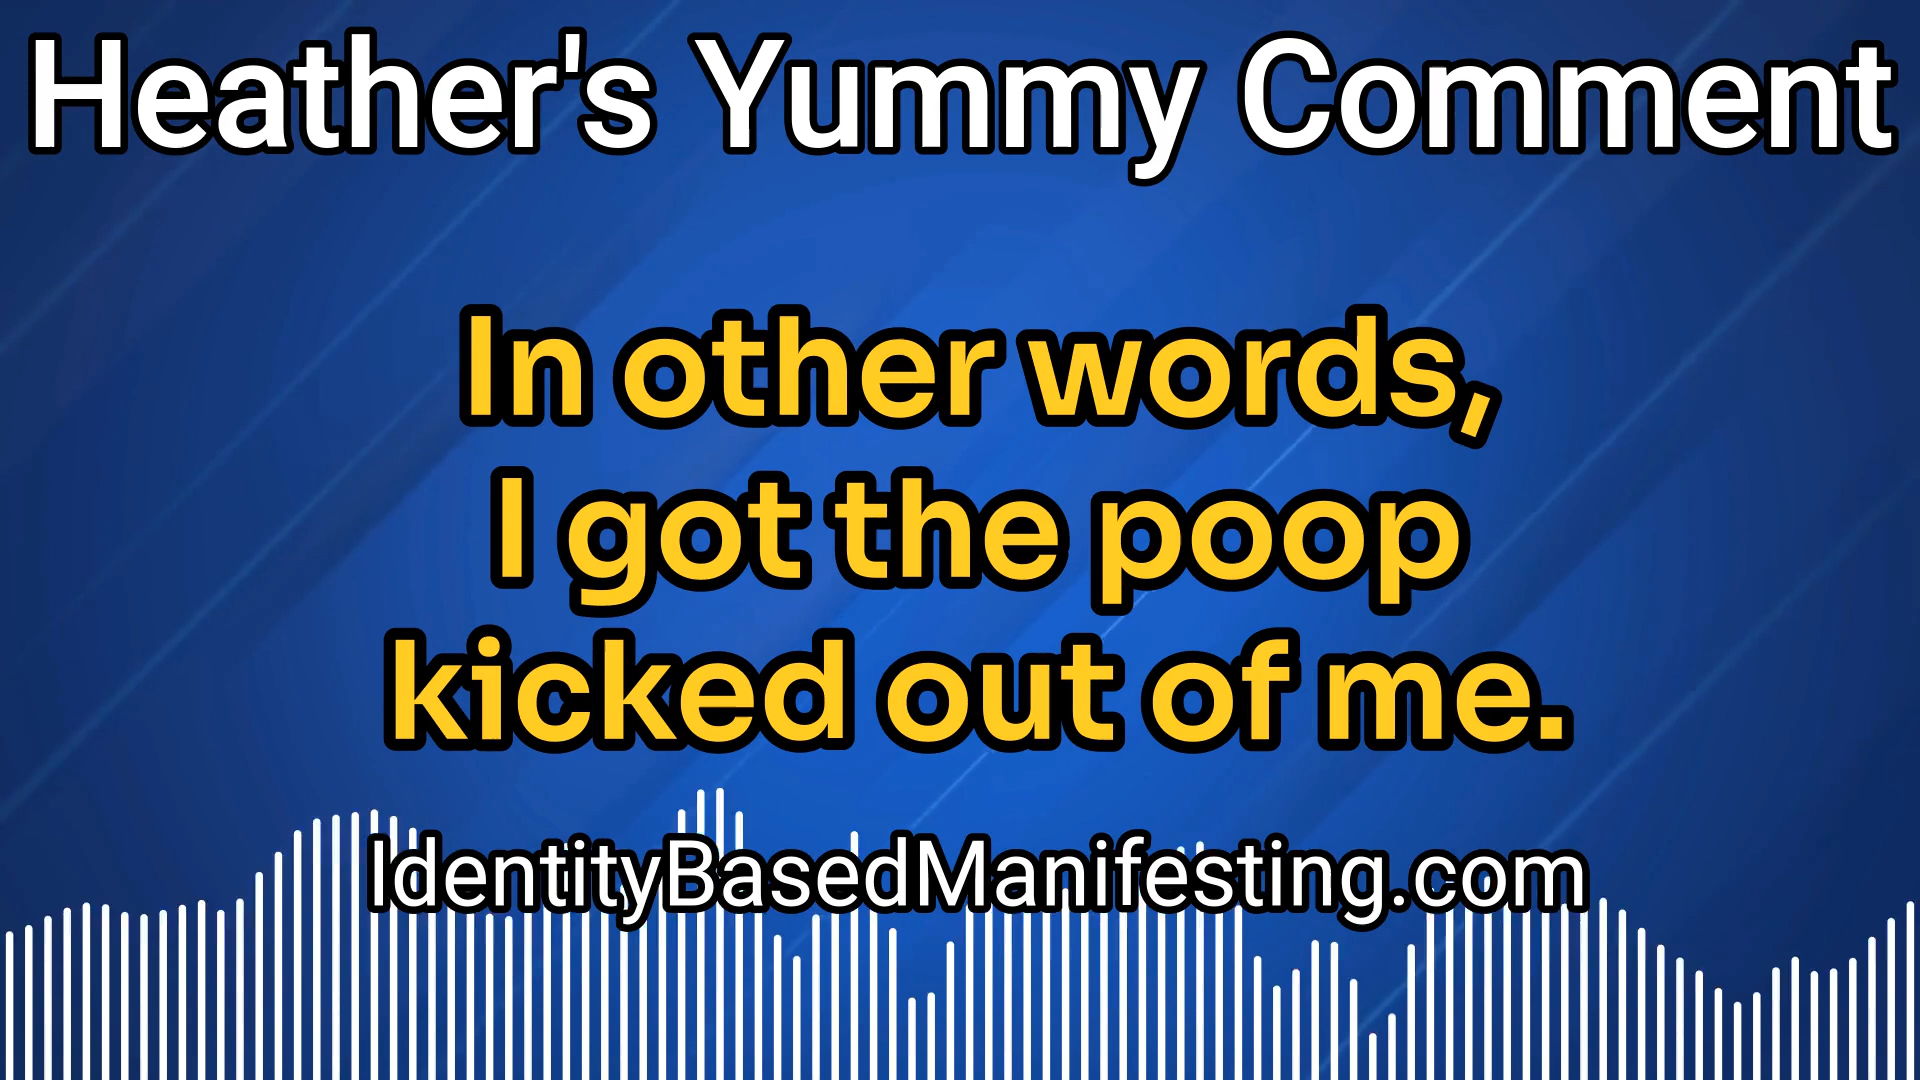 Heather's Yummy Comment
In other words,
I got the poop
kicked out of me.
IdentityBasedManifesting.com